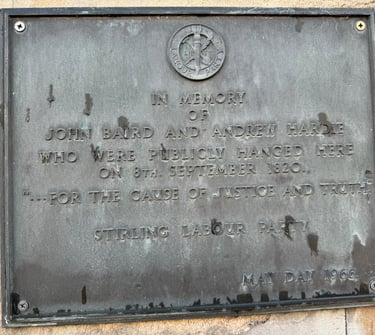 IN MEMORY
OF
JOHN BAIRD AND ANDREW HARDIE
WHO WERE PUBLICLY HANGED HERE
ON 8TH. SEPTEMBER 1820.,
"...FOR THE CAUSE OF JUSTICE AND TRUTH"
STIRLING LABOUR PARTY
MAY DAY 1966